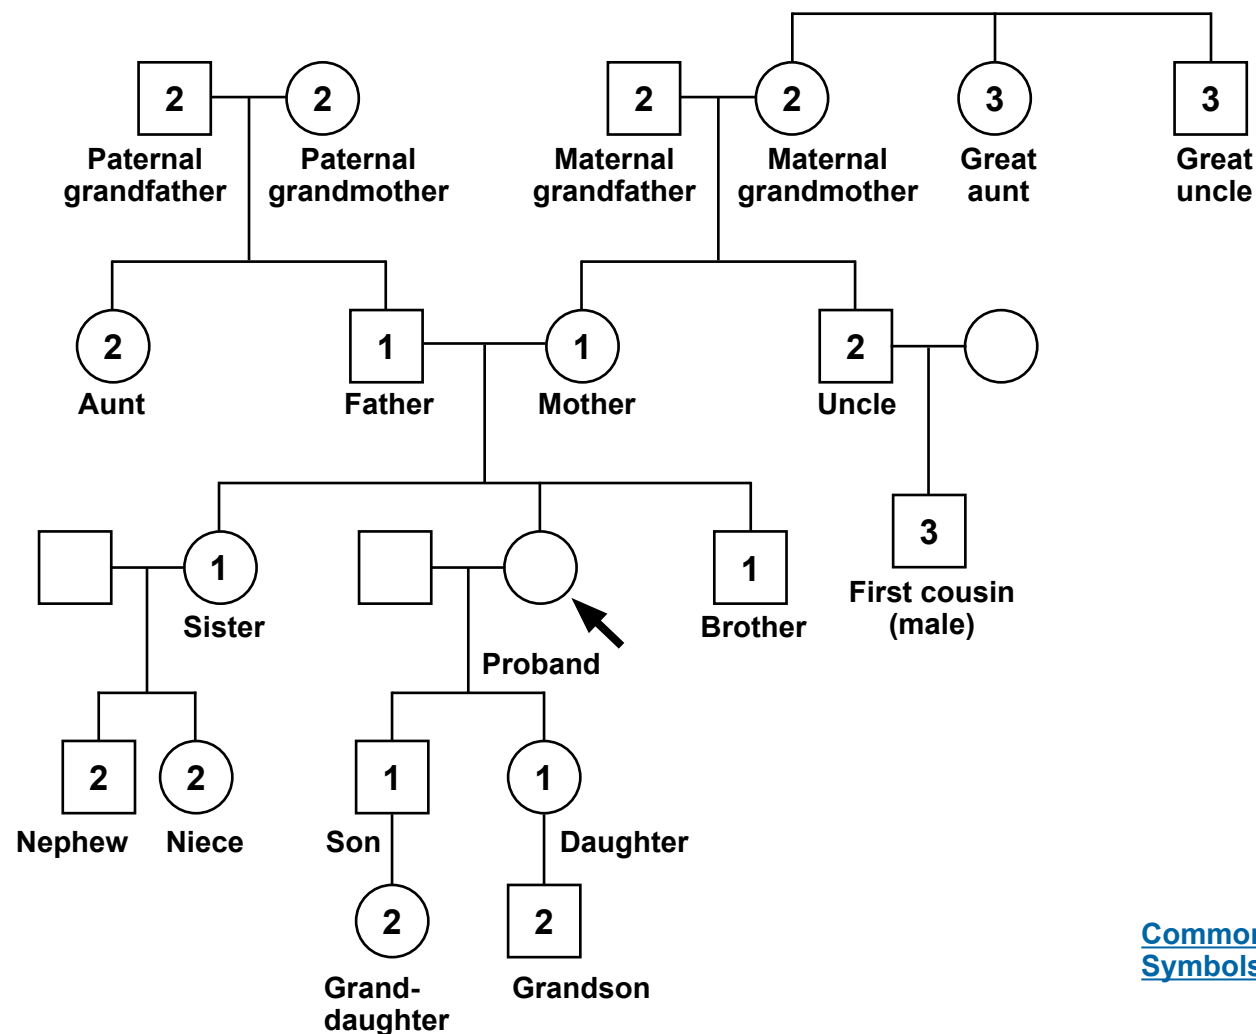 2 2 2 2 3 3
Paternal Paternal Maternal Maternal Great Great
grandfather grandmother grandfather grandmother aunt uncle
2 1 1 2
Aunt Father Mother Uncle
3
1 1
First cousin
Sister Brother (male)
Proband
2 2 1 1
Nephew Niece Son Daughter
2 2
Grand- Grandson
daughter
Common
Symbols